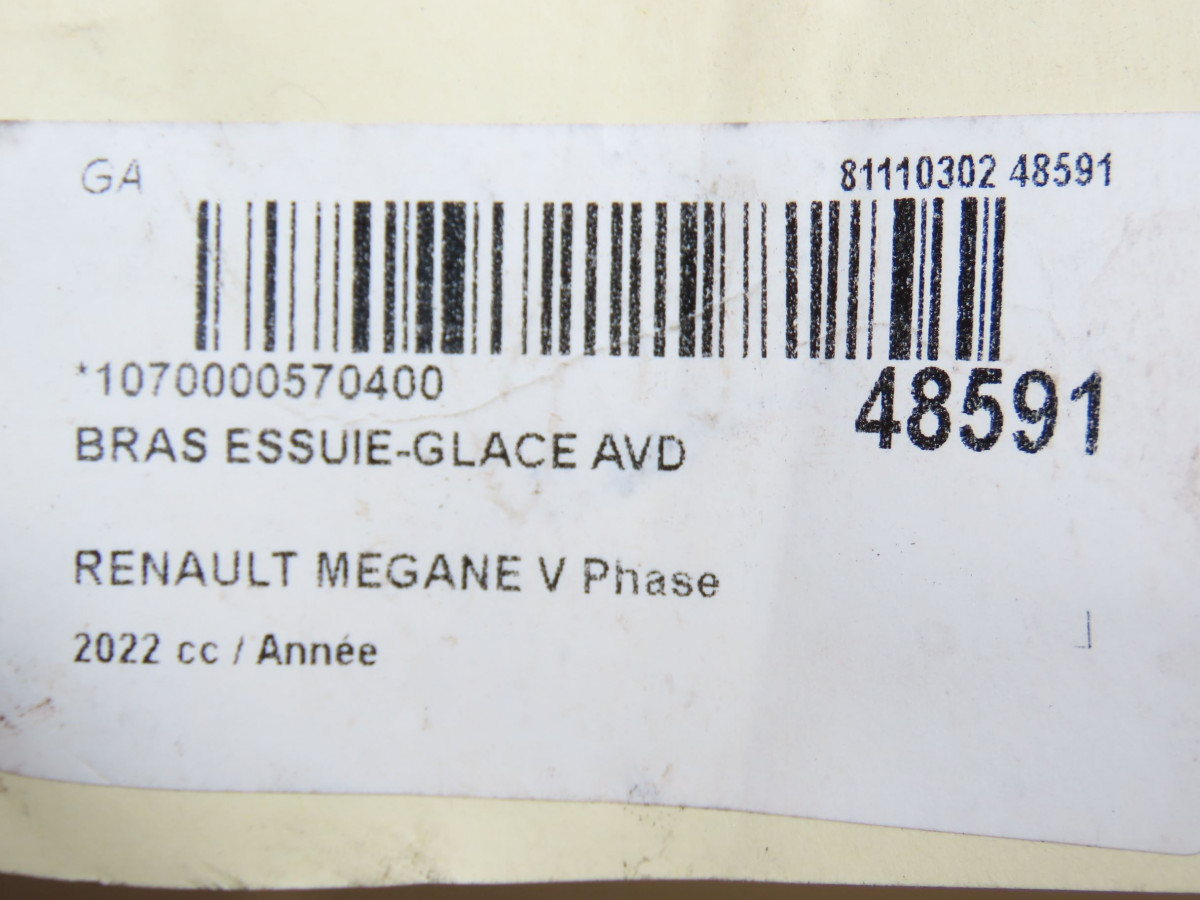 GA
81110302 48591
*1070000570400
48591
BRAS ESSUIE-GLACE AVD
RENAULT MEGANE V Phase
2022 cc / Année